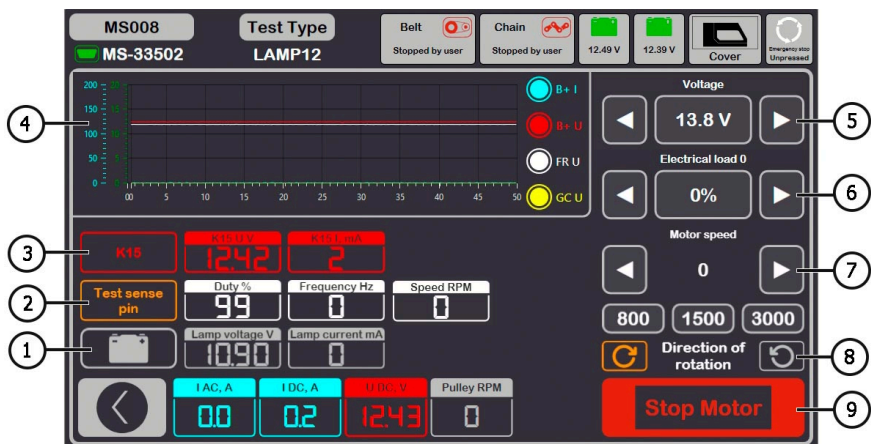 MS008
Test Type
MS-33502
LAMP12
Belt
Stopped by user
Chain
Stopped by user
12.49 V
12.39 V
Cover
Emergency stop
Unpressed
200
150
100
50
0
00 5 10 15 20 25 30 35 40 45 50
B+ I
B+ U
FR U
GC U
Voltage
13.8 V
Electrical load 0
0%
Motor speed
0
800 1500 3000
Direction of
rotation
Stop Motor
K15
K15 U V
12.42
K15 I, mA
2
Test sense
pin
Duty %
99
Frequency Hz
0
Speed RPM
0
Lamp voltage V
10.90
Lamp current mA
0
I AC, A
0.0
I DC, A
0.2
U DC, V
12.43
Pulley RPM
0
4
3
2
1
5
6
7
8
9